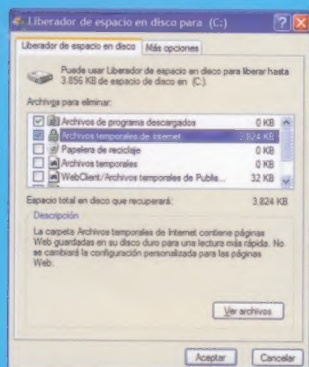 Liberador de espacio en disco para (C:)
Liberador de espacio en disco Más opciones
Puede usar Liberador de espacio en disco para liberar hasta
3.856 KB de espacio de disco en (C:).
Archivos para eliminar:
Archivos de programa descargados 0 KB
Archivos temporales de Internet 3.824 KB
Papelera de reciclaje 0 KB
Archivos temporales 0 KB
WebClient/Archivos temporales de Publis... 32 KB
Espacio total en disco que recuperará: 3.824 KB
Descripción
La carpeta Archivos temporales de Internet contiene páginas
Web guardadas en su disco duro para una lectura más rápida. No
se cambiará la configuración personalizada para las páginas
Web.
Ver archivos
Aceptar Cancelar